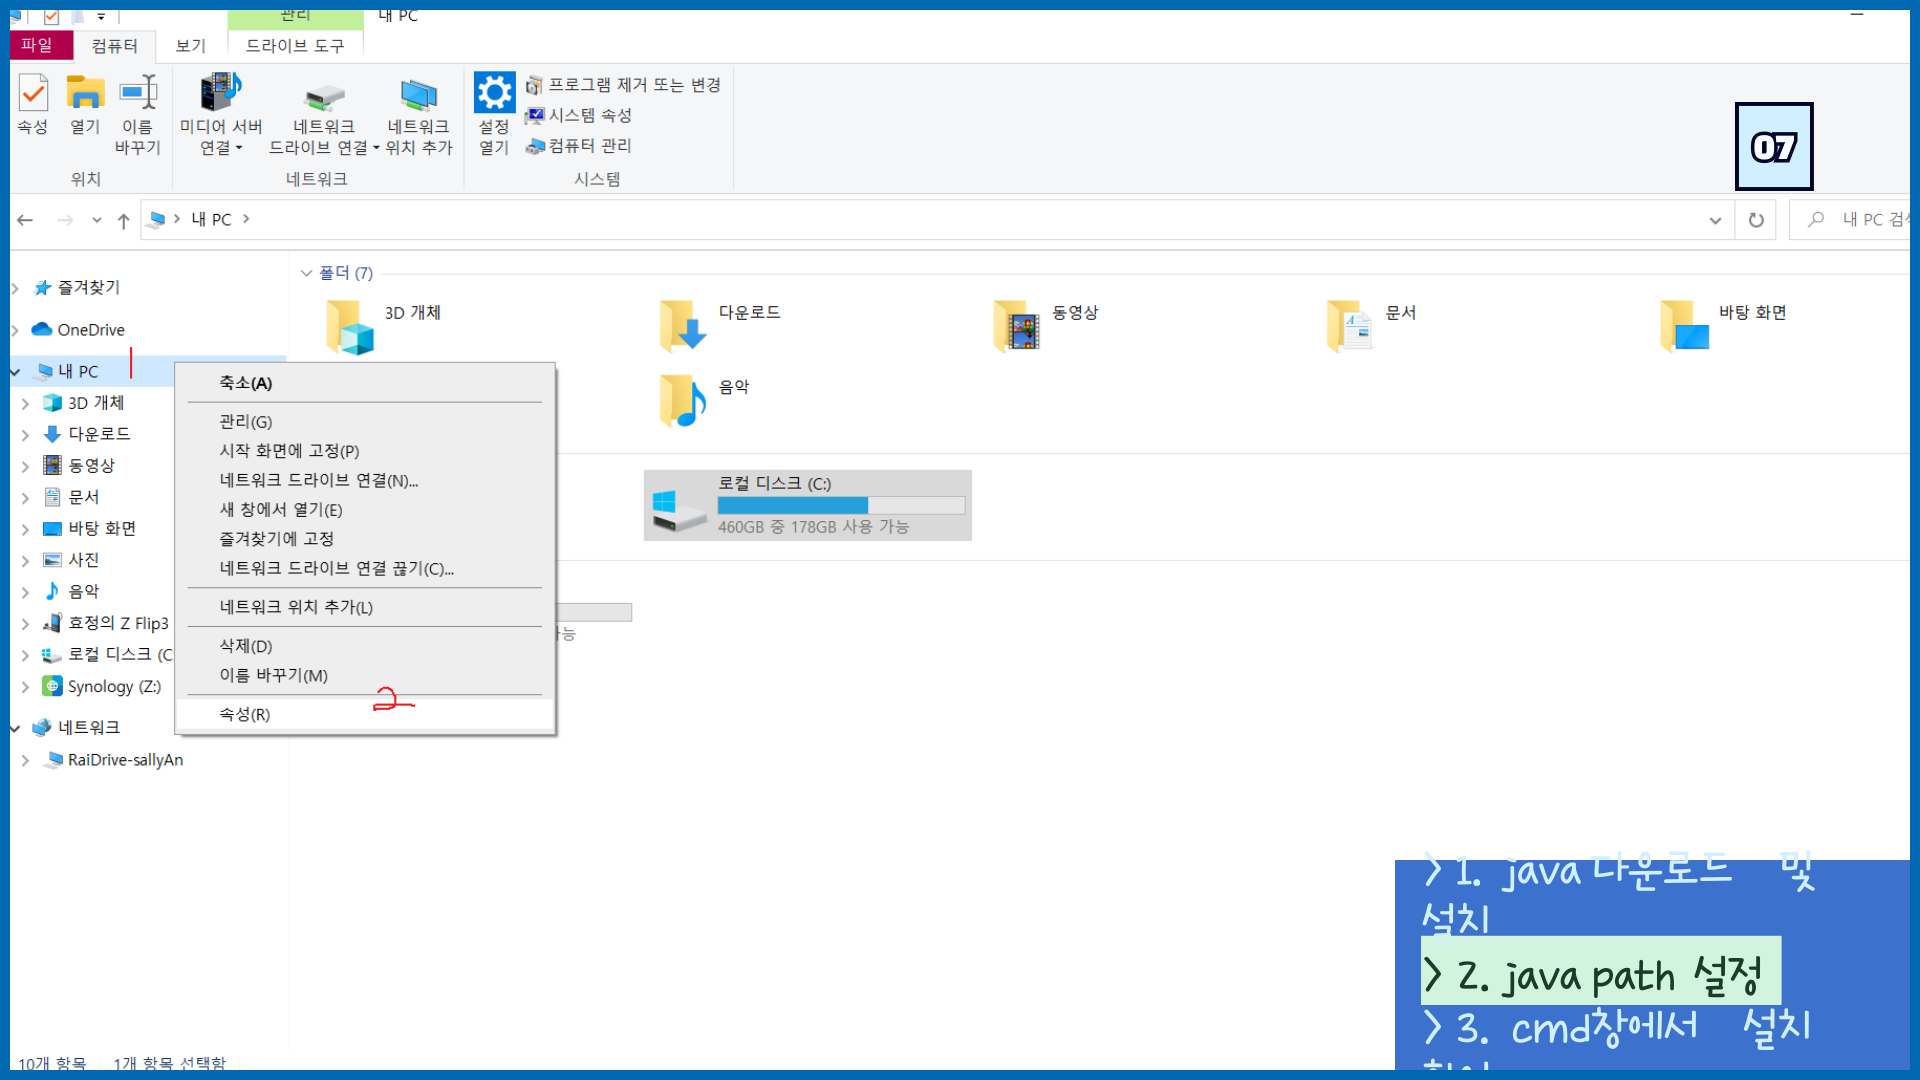 관리
내 PC
파일
컴퓨터
보기
드라이브 도구
속성
열기
이름
바꾸기
위치
미디어 서버
연결
네트워크
드라이브 연결
네트워크
위치 추가
네트워크
설정
열기
프로그램 제거 또는 변경
시스템 속성
컴퓨터 관리
시스템
07
내 PC
내 PC
즐겨찾기
OneDrive
내 PC
3D 개체
다운로드
동영상
문서
바탕 화면
사진
음악
효정의 Z Flip3
로컬 디스크 (C
Synology (Z:)
네트워크
RaiDrive-sallyAn
1
축소(A)
관리(G)
시작 화면에 고정(P)
네트워크 드라이브 연결(N)...
새 창에서 열기(E)
즐겨찾기에 고정
네트워크 드라이브 연결 끊기(C)...
네트워크 위치 추가(L)
삭제(D)
이름 바꾸기(M)
2
속성(R)
폴더 (7)
3D 개체
다운로드
동영상
문서
바탕 화면
음악
로컬 디스크 (C:)
460GB 중 178GB 사용 가능
능
> 1. java 다운로드 및
설치
> 2. java path 설정
> 3. cmd창에서 설치
10개 항목
1개 항목 선택함